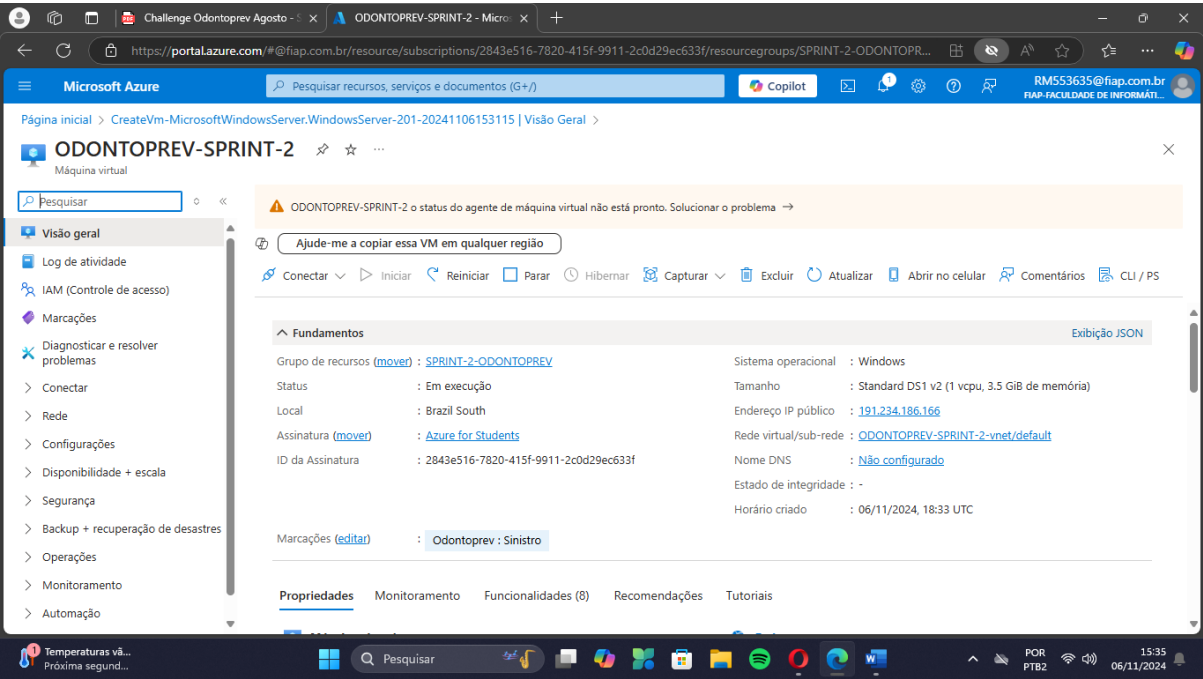 Challenge Odontoprev Agosto - S
ODONTOPREV-SPRINT-2 - Micros
https://portal.azure.com/#@fiap.com.br/resource/subscriptions/2843e516-7820-415f-9911-2c0d29ec633f/resourcegroups/SPRINT-2-ODONTOPR...
Microsoft Azure
Pesquisar recursos, serviços e documentos (G+/)
Copilot
1
RM553635@fiap.com.br
FIAP-FACULDADE DE INFORMÁTI...
Página inicial > CreateVm-MicrosoftWindowsServer.WindowsServer-201-20241106153115 | Visão Geral >
ODONTOPREV-SPRINT-2
Máquina virtual
Pesquisar
Visão geral
Log de atividade
IAM (Controle de acesso)
Marcações
Diagnosticar e resolver
problemas
Conectar
Rede
Configurações
Disponibilidade + escala
Segurança
Backup + recuperação de desastres
Operações
Monitoramento
Automação
ODONTOPREV-SPRINT-2 o status do agente de máquina virtual não está pronto. Solucionar o problema →
Ajude-me a copiar essa VM em qualquer região
Conectar Iniciar Reiniciar Parar Hibernar Capturar Excluir Atualizar Abrir no celular Comentários CLI / PS
Fundamentos Exibição JSON
Grupo de recursos (mover) : SPRINT-2-ODONTOPREV
Status : Em execução
Local : Brazil South
Assinatura (mover) : Azure for Students
ID da Assinatura : 2843e516-7820-415f-9911-2c0d29ec633f
Sistema operacional : Windows
Tamanho : Standard DS1 v2 (1 vcpu, 3.5 GiB de memória)
Endereço IP público : 191.234.186.166
Rede virtual/sub-rede : ODONTOPREV-SPRINT-2-vnet/default
Nome DNS : Não configurado
Estado de integridade : -
Horário criado : 06/11/2024, 18:33 UTC
Marcações (editar) : Odontoprev : Sinistro
Propriedades Monitoramento Funcionalidades (8) Recomendações Tutoriais
1
Temperaturas vã...
Próxima segund...
Pesquisar
POR
PTB2
15:35
06/11/2024